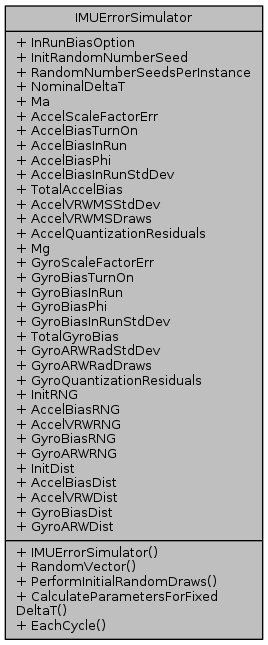 IMUErrorSimulator
+ InRunBiasOption
+ InitRandomNumberSeed
+ RandomNumberSeedsPerInstance
+ NominalDeltaT
+ Ma
+ AccelScaleFactorErr
+ AccelBiasTurnOn
+ AccelBiasInRun
+ AccelBiasPhi
+ AccelBiasInRunStdDev
+ TotalAccelBias
+ AccelVRWMSStdDev
+ AccelVRWMSDraws
+ AccelQuantizationResiduals
+ Mg
+ GyroScaleFactorErr
+ GyroBiasTurnOn
+ GyroBiasInRun
+ GyroBiasPhi
+ GyroBiasInRunStdDev
+ TotalGyroBias
+ GyroARWRadStdDev
+ GyroARWRadDraws
+ GyroQuantizationResiduals
+ InitRNG
+ AccelBiasRNG
+ AccelVRWRNG
+ GyroBiasRNG
+ GyroARWRNG
+ InitDist
+ AccelBiasDist
+ AccelVRWDist
+ GyroBiasDist
+ GyroARWDist
+ IMUErrorSimulator()
+ RandomVector()
+ PerformInitialRandomDraws()
+ CalculateParametersForFixed
DeltaT()
+ EachCycle()